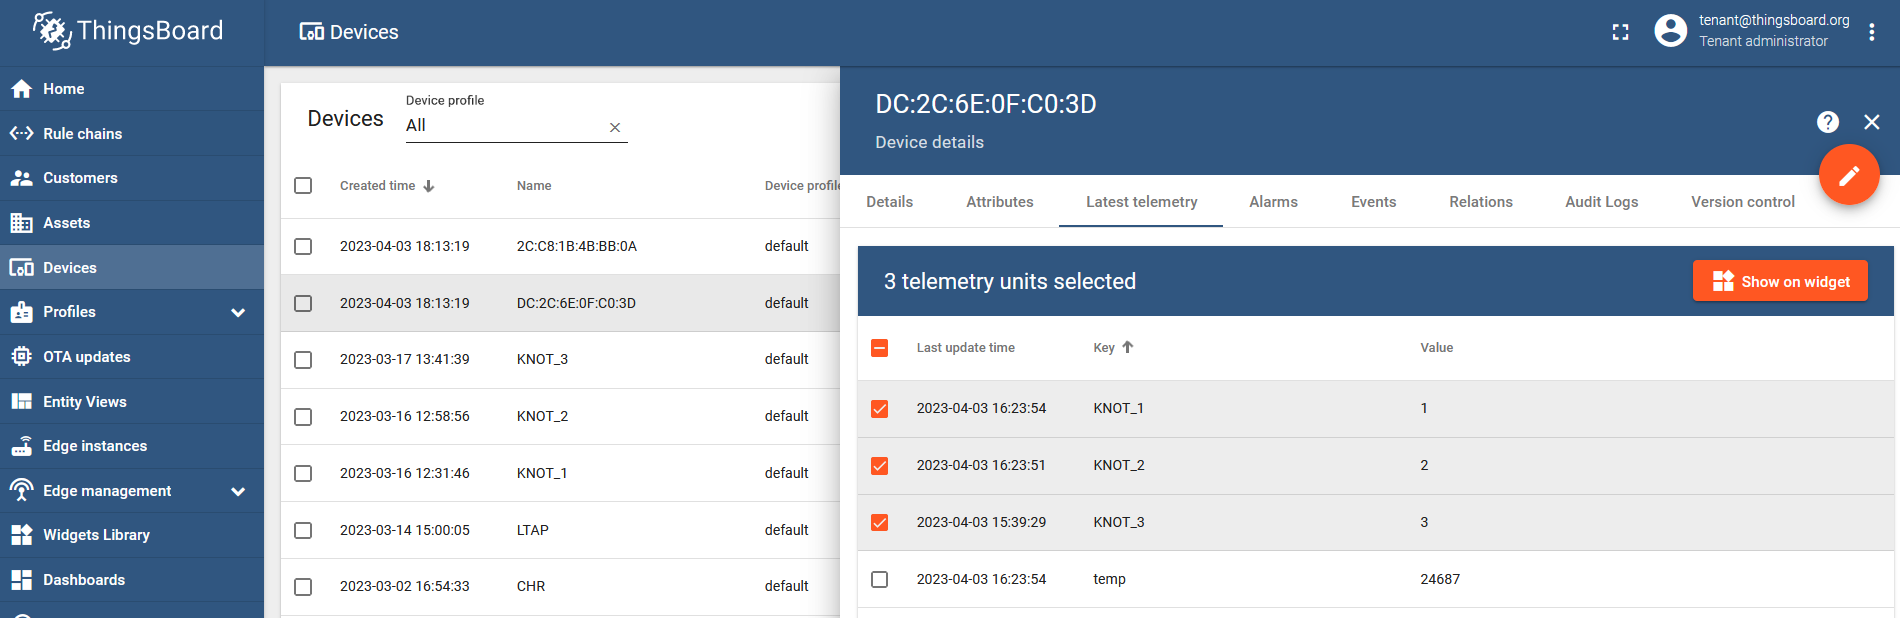 ThingsBoard
Devices
tenant@thingsboard.org
Tenant administrator
Home
Rule chains
Customers
Assets
Devices
Profiles
OTA updates
Entity Views
Edge instances
Edge management
Widgets Library
Dashboards
Devices
Device profile
All
Created time Name Device profile
2023-04-03 18:13:19 2C:C8:1B:4B:BB:0A default
2023-04-03 18:13:19 DC:2C:6E:0F:C0:3D default
2023-03-17 13:41:39 KNOT_3 default
2023-03-16 12:58:56 KNOT_2 default
2023-03-16 12:31:46 KNOT_1 default
2023-03-14 15:00:05 LTAP default
2023-03-02 16:54:33 CHR default
DC:2C:6E:0F:C0:3D
Device details
Details Attributes Latest telemetry Alarms Events Relations Audit Logs Version control
3 telemetry units selected
Show on widget
Last update time Key Value
2023-04-03 16:23:54 KNOT_1 1
2023-04-03 16:23:51 KNOT_2 2
2023-04-03 15:39:29 KNOT_3 3
2023-04-03 16:23:54 temp 24687